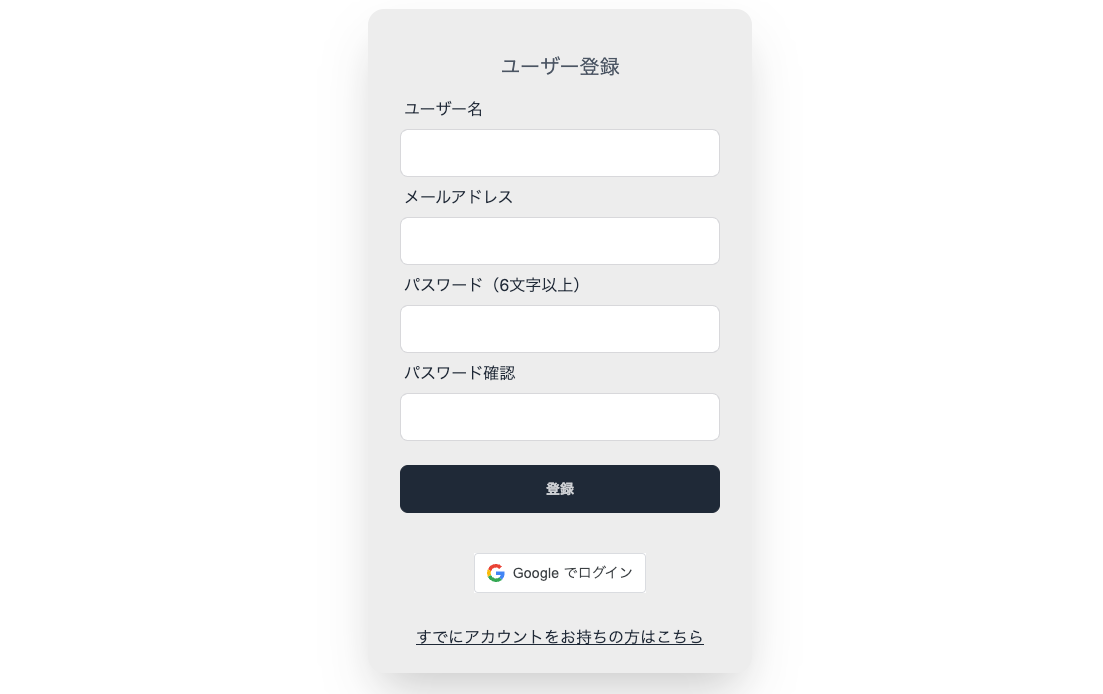 ユーザー登録
ユーザー名
メールアドレス
パスワード（6文字以上）
パスワード確認
登録
Google でログイン
すでにアカウントをお持ちの方はこちら